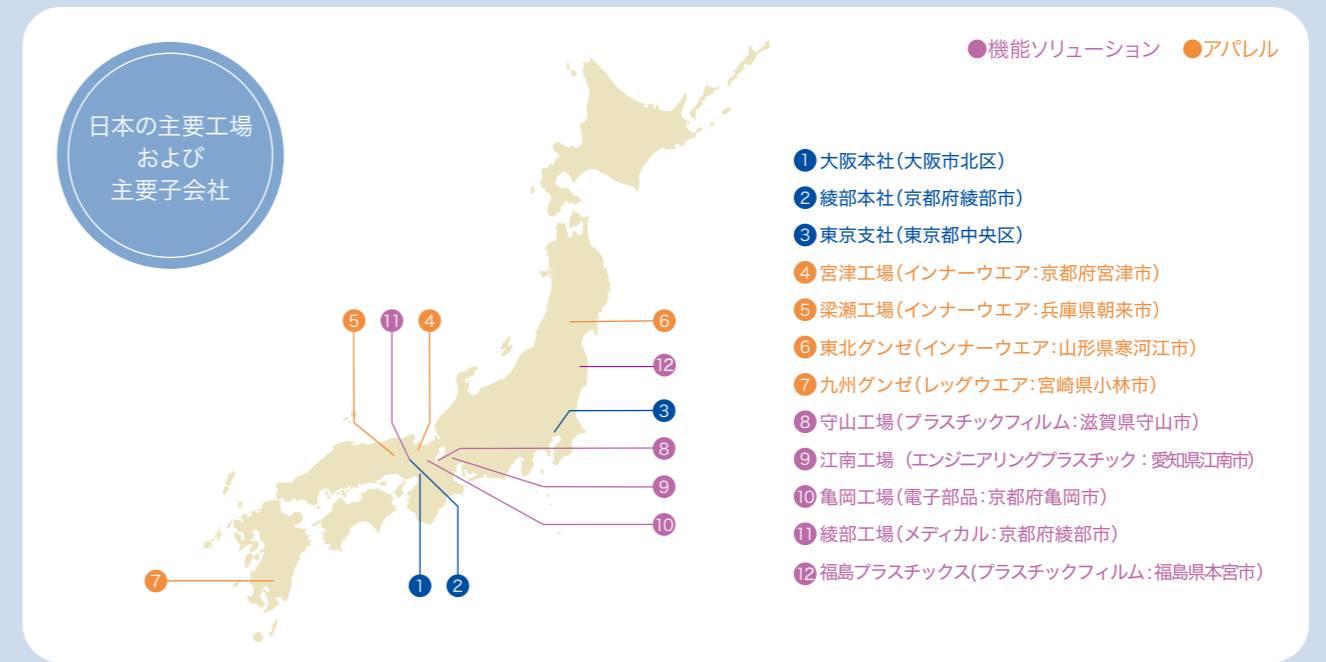 日本の主要工場
および
主要子会社
●機能ソリューション ●アパレル
❶大阪本社(大阪市北区)
❷綾部本社(京都府綾部市)
❸東京支社(東京都中央区)
❹宮津工場(インナーウエア:京都府宮津市)
❺梁瀬工場(インナーウエア:兵庫県朝来市)
❻東北グンゼ(インナーウエア:山形県寒河江市)
❼九州グンゼ(レッグウエア:宮崎県小林市)
❽守山工場(プラスチックフィルム:滋賀県守山市)
❾江南工場 (エンジニアリングプラスチック:愛知県江南市)
❿亀岡工場(電子部品:京都府亀岡市)
⓫綾部工場(メディカル:京都府綾部市)
⓬福島プラスチックス(プラスチックフィルム:福島県本宮市)
5 11 4 6
12
3
8
9
10
7 1 2